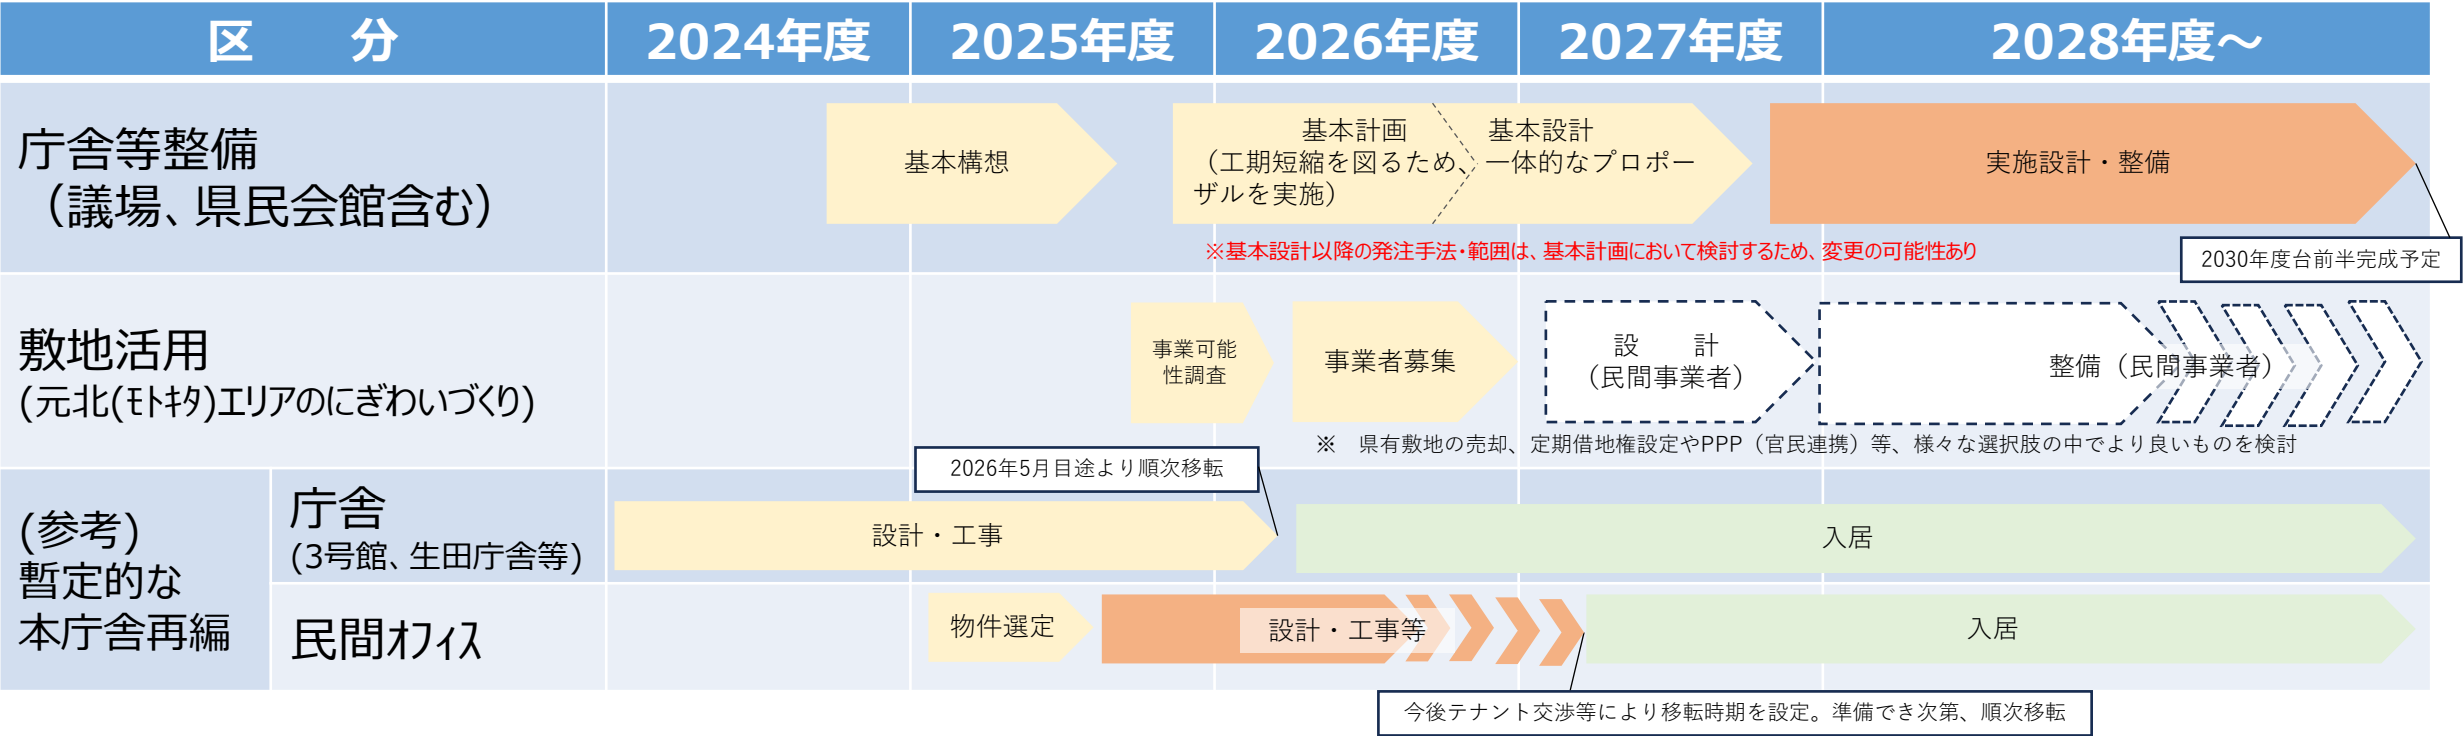 区　　分
2024年度
2025年度
2026年度
2027年度
2028年度～
庁舎等整備
（議場、県民会館含む）
基本構想
基本計画
（工期短縮を図るため、一体的なプロポー
ザルを実施）
基本設計
実施設計・整備
※基本設計以降の発注手法・範囲は、基本計画において検討するため、変更の可能性あり
2030年度台前半完成予定
敷地活用
(元北(ﾓﾄｷﾀ)エリアのにぎわいづくり)
事業可能
性調査
事業者募集
設　　計
（民間事業者）
整備（民間事業者）
※　県有敷地の売却、定期借地権設定やPPP（官民連携）等、様々な選択肢の中でより良いものを検討
(参考)
暫定的な
本庁舎再編
庁舎
(3号館、生田庁舎等)
2026年5月目途より順次移転
設計・工事
入居
民間ｵﾌｨｽ
物件選定
設計・工事等
入居
今後テナント交渉等により移転時期を設定。準備でき次第、順次移転